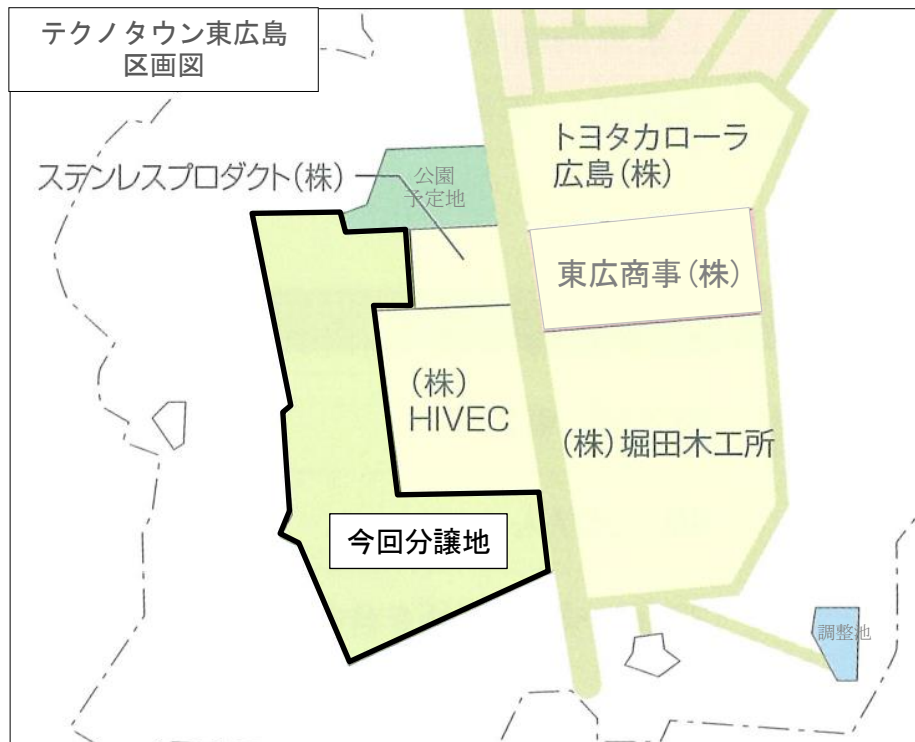 テクノタウン東広島
区画図
トヨタカローラ
広島(株)
ステンレスプロダクト(株)
公園
予定地
東広商事(株)
(株)
HIVEC
(株)堀田木工所
今回分譲地
調整池